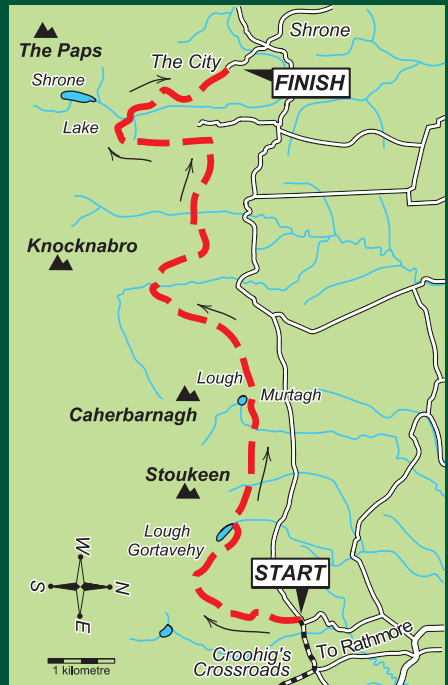 The Paps
Shrone
The City
FINISH
Shrone
Lake
Knocknabro
Lough
Murtagh
Caherbarnagh
Stoukeen
Lough
Gortavehy
START
W
S
N
E
To Rathmore
Croohig's
Crossroads
1 kilometre